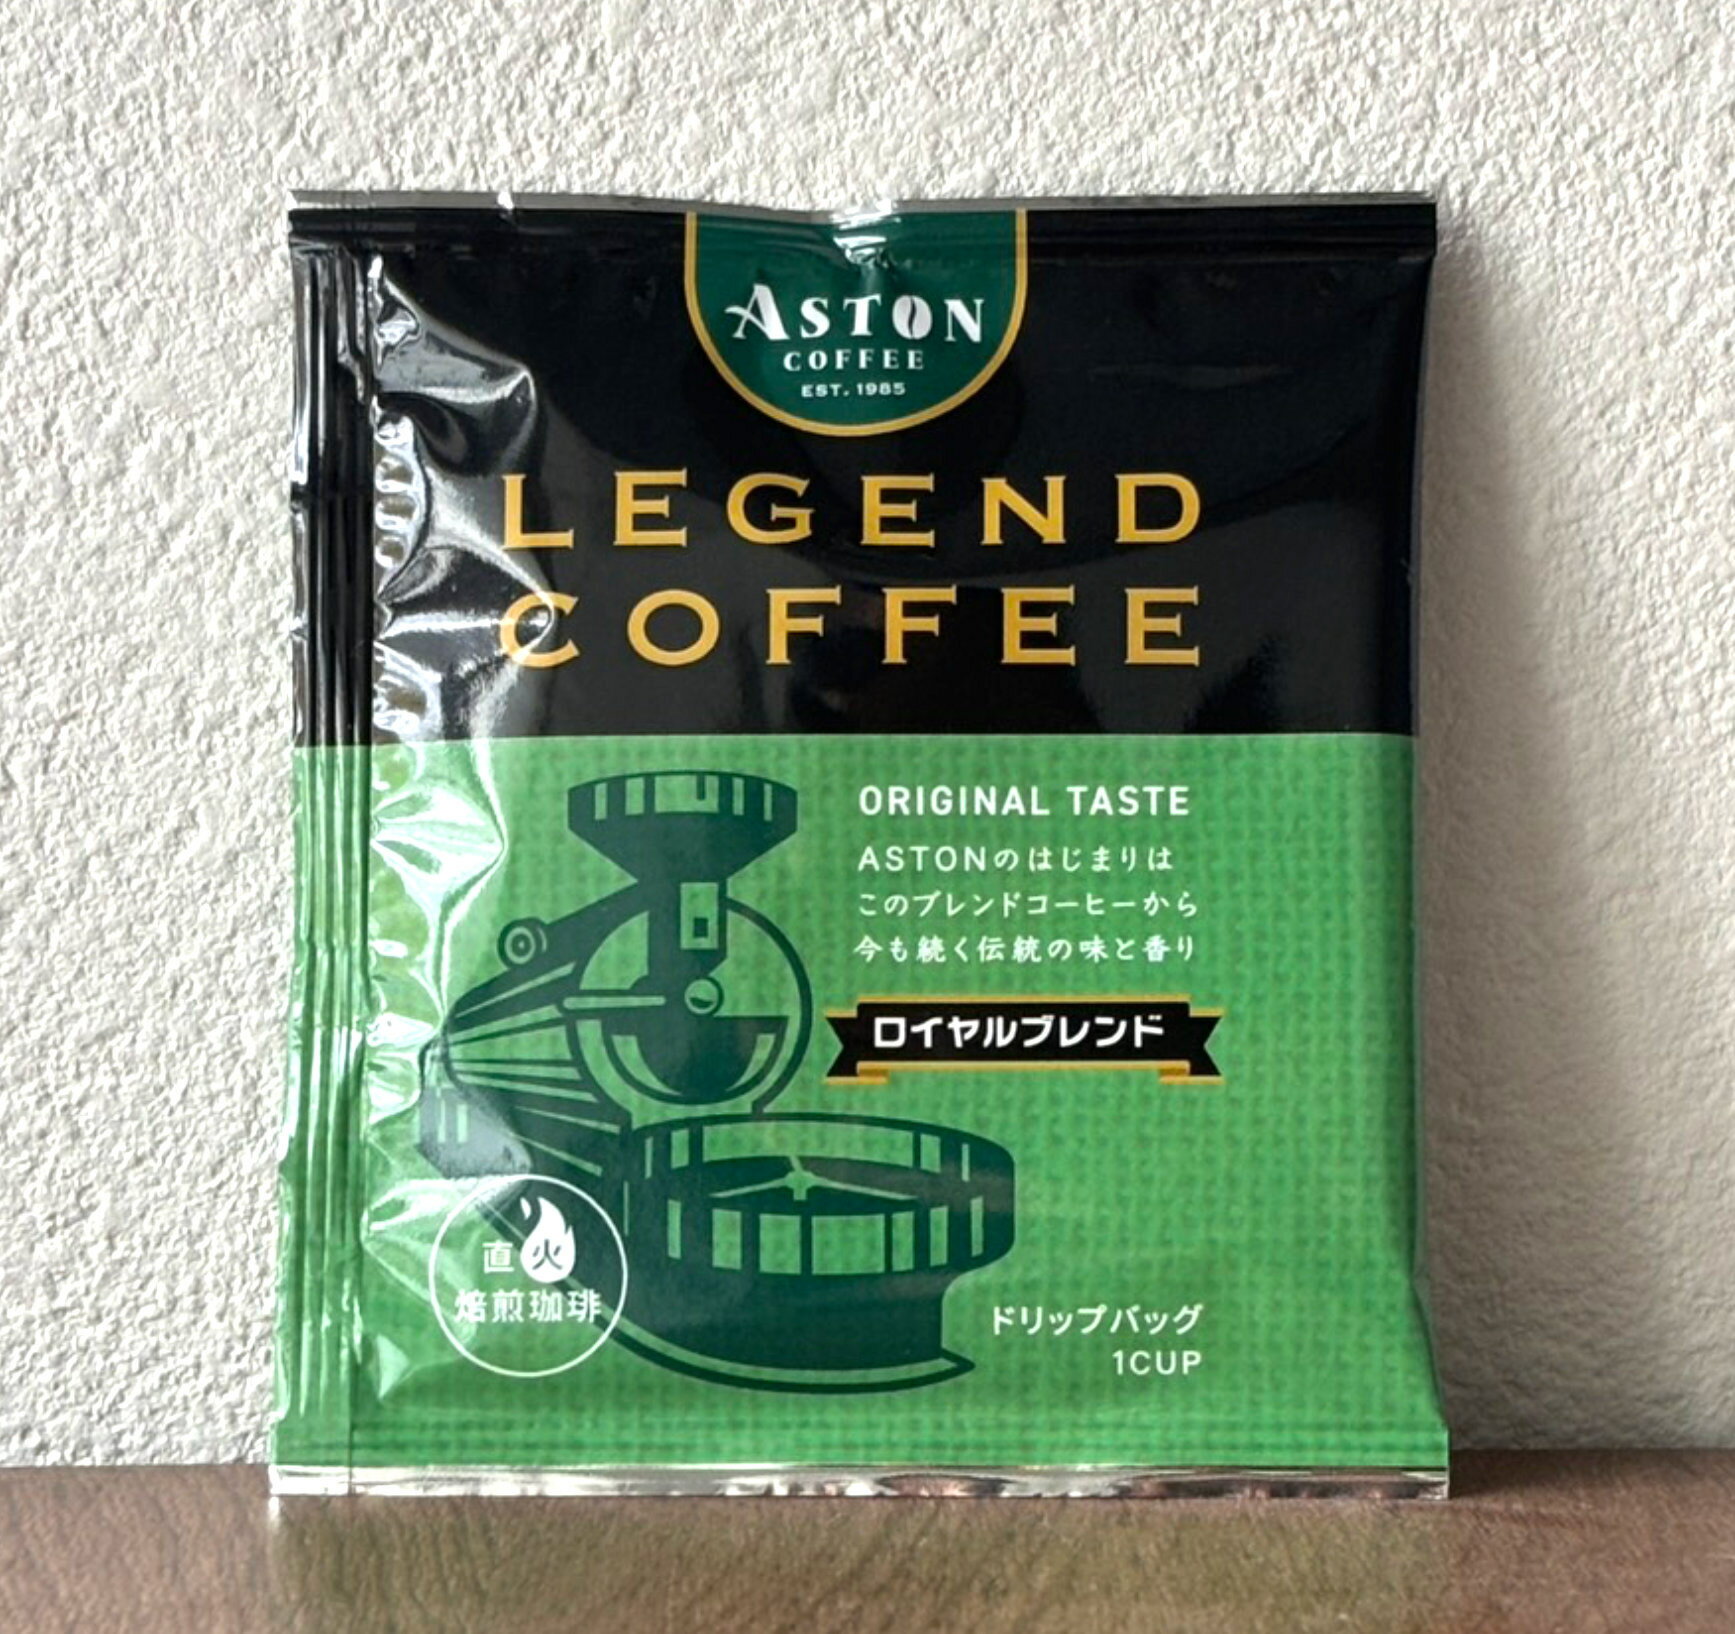 ASTON
COFFEE
EST. 1985
LEGEND
COFFEE
ORIGINAL TASTE
ASTONのはじまりは
このブレンドコーヒーから
今も続く伝統の味と香り
ロイヤルブレンド
直火
焙煎珈琲
ドリップバッグ
1CUP